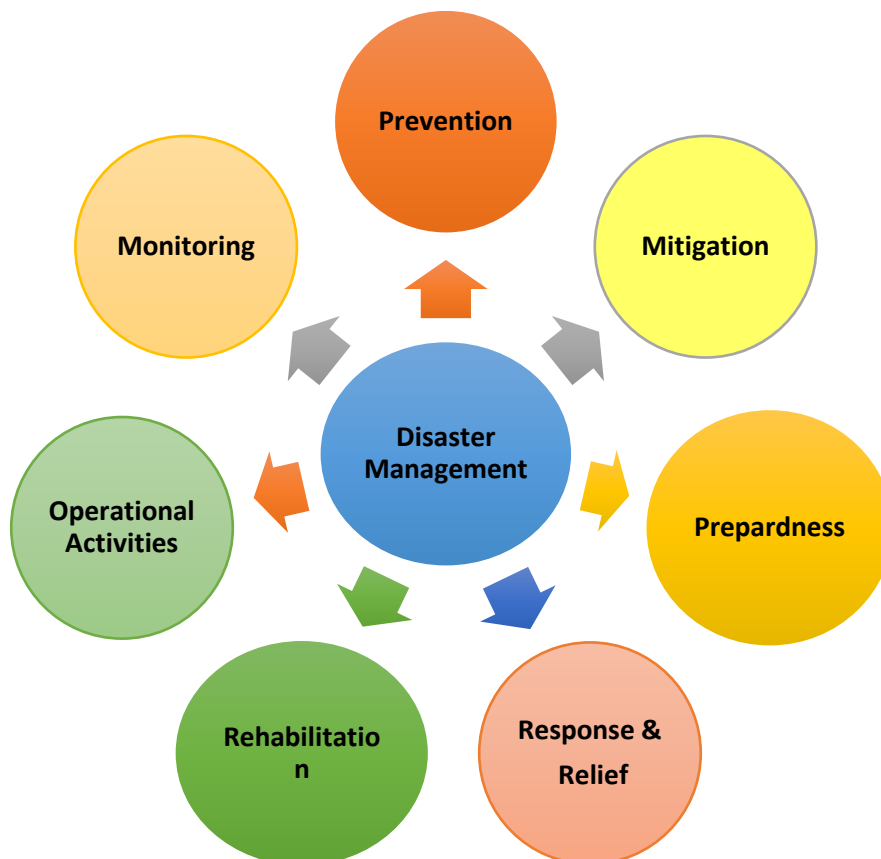 Prevention
Mitigation
Prepardness
Response &
Relief
Rehabilitatio
n
Operational
Activities
Monitoring
Disaster
Management